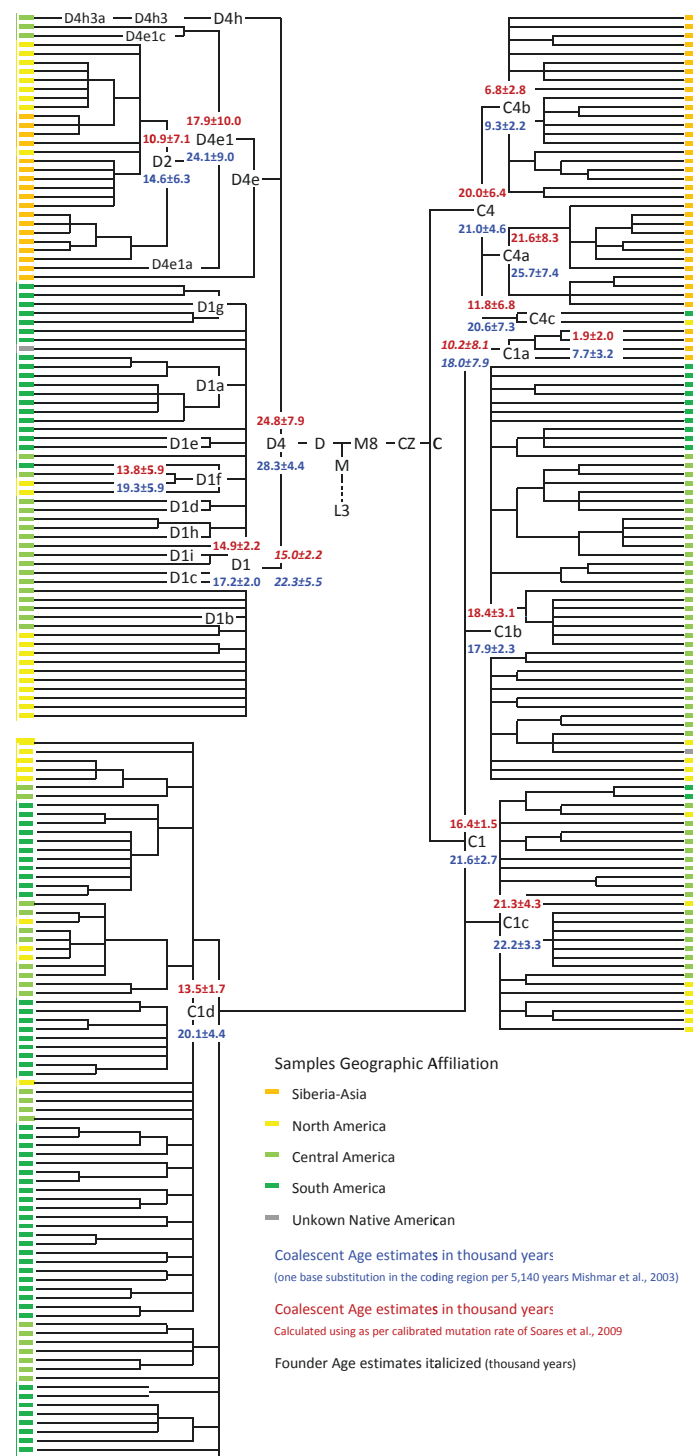 D4h3a
D4h3
D4h
D4e1c
17.9±10.0
10.9±7.1
D4e1
D2
24.1±9.0
14.6±6.3
D4e
D4e1a
D1g
D1a
24.8±7.9
D1e
D4
D
M8
CZ
C
28.3±4.4
M
13.8±5.9
D1f
19.3±5.9
L3
D1d
D1h
14.9±2.2
15.0±2.2
D1i
D1
D1c
17.2±2.0
22.3±5.5
D1b
6.8±2.8
C4b
9.3±2.2
20.0±6.4
C4
21.0±4.6
21.6±8.3
C4a
25.7±7.4
11.8±6.8
C4c
20.6±7.3
10.2±8.1
1.9±2.0
C1a
18.0±7.9
7.7±3.2
18.4±3.1
C1b
17.9±2.3
16.4±1.5
C1
21.6±2.7
21.3±4.3
C1c
22.2±3.3
13.5±1.7
C1d
20.1±4.4
Samples Geographic Affiliation
Siberia-Asia
North America
Central America
South America
Unkown Native American
Coalescent Age estimates in thousand years
(one base substitution in the coding region per 5,140 years Mishmar et al., 2003)
Coalescent Age estimates in thousand years
Calculated using as per calibrated mutation rate of Soares et al., 2009
Founder Age estimates italicized (thousand years)